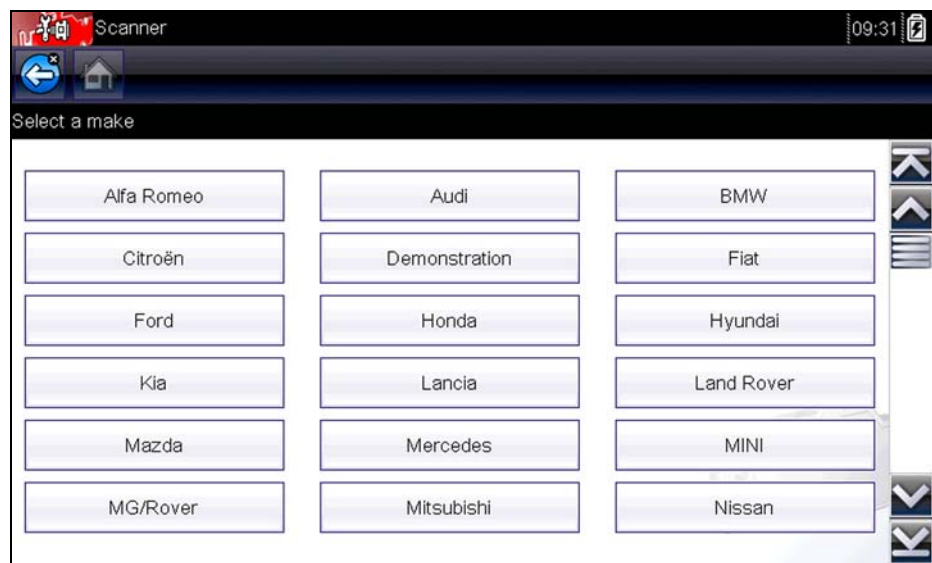 Scanner 09:31
Select a make
Alfa Romeo Audi BMW
Citroën Demonstration Fiat
Ford Honda Hyundai
Kia Lancia Land Rover
Mazda Mercedes MINI
MG/Rover Mitsubishi Nissan